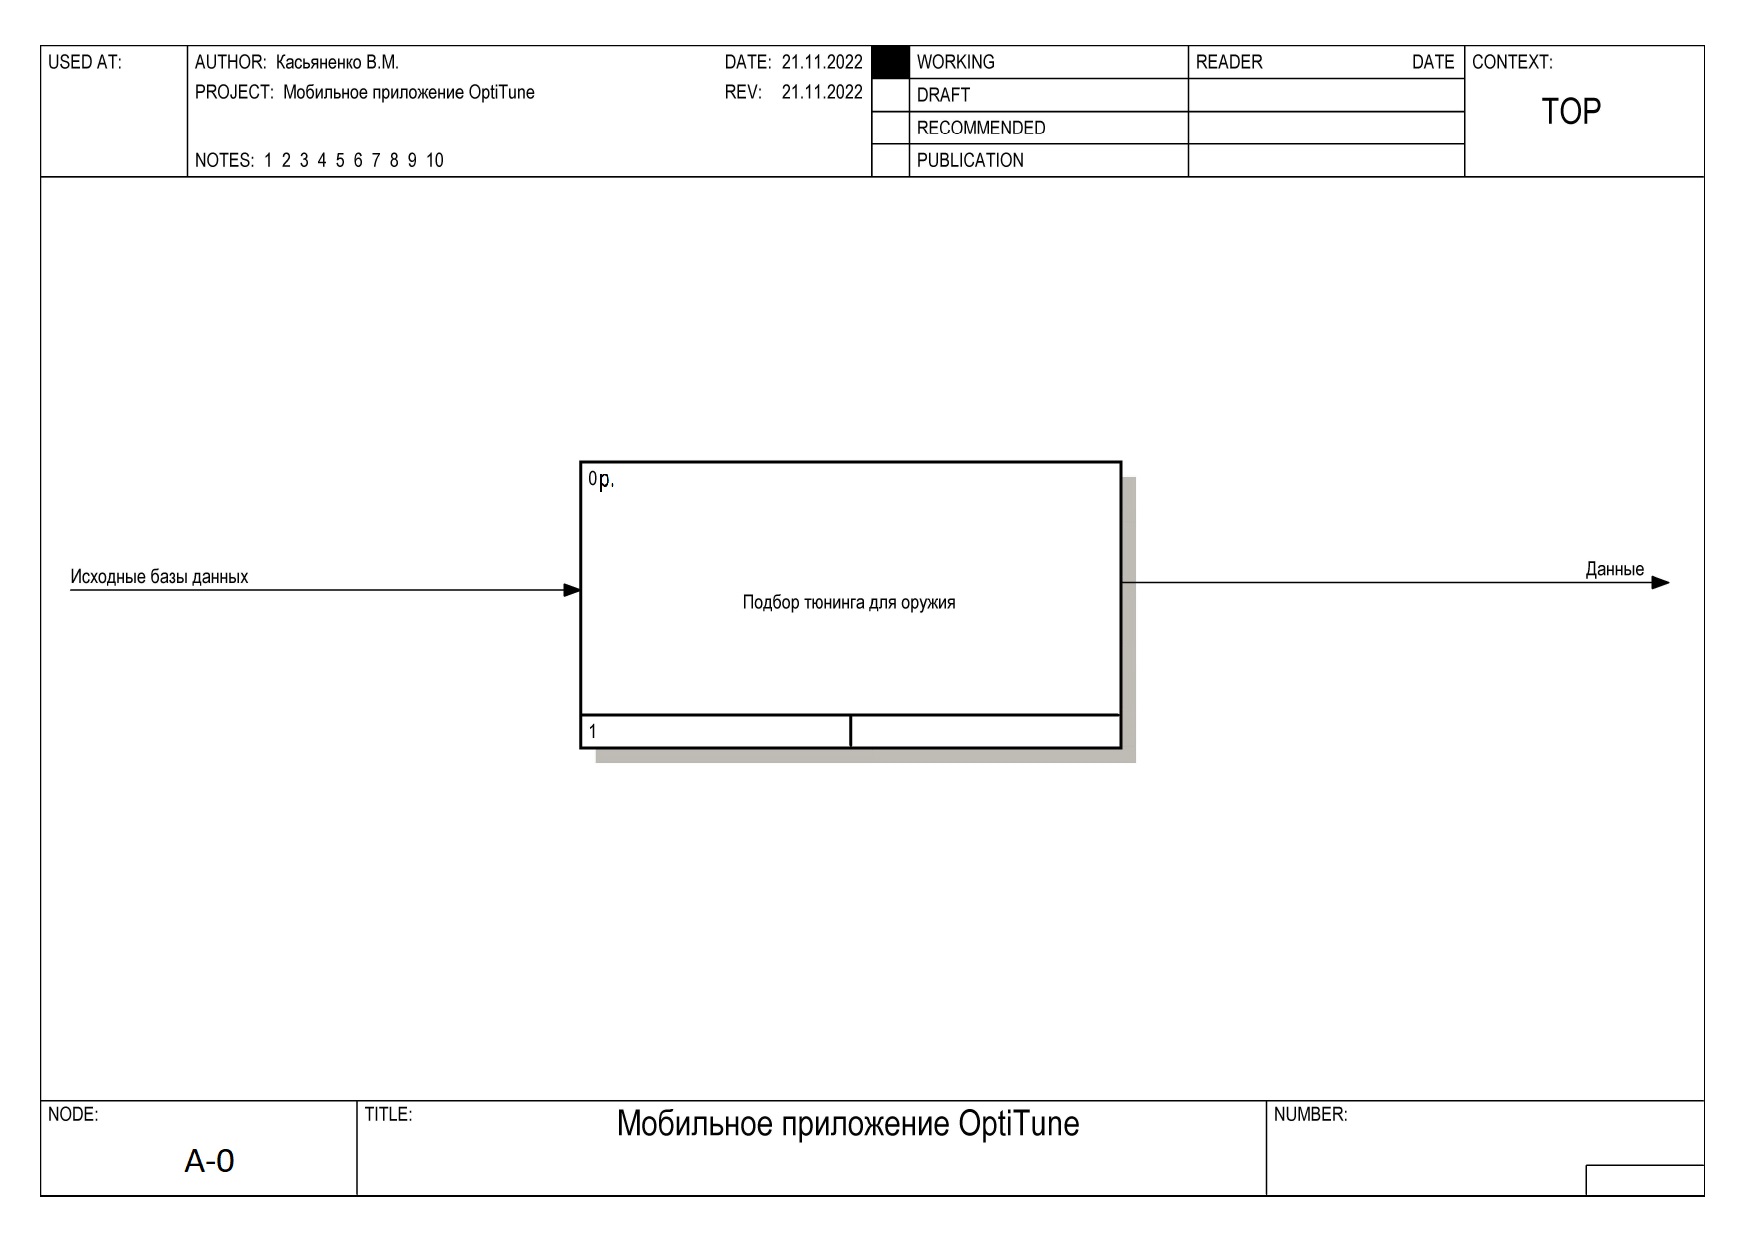 USED AT:
AUTHOR: Касьяненко В.М.
DATE: 21.11.2022
PROJECT: Мобильное приложение OptiTune
REV: 21.11.2022
NOTES: 1 2 3 4 5 6 7 8 9 10
WORKING
DRAFT
RECOMMENDED
PUBLICATION
READER DATE
CONTEXT:
TOP
0р.
Исходные базы данных
Подбор тюнинга для оружия
Данные
1
NODE:
A-0
TITLE:
Мобильное приложение OptiTune
NUMBER: